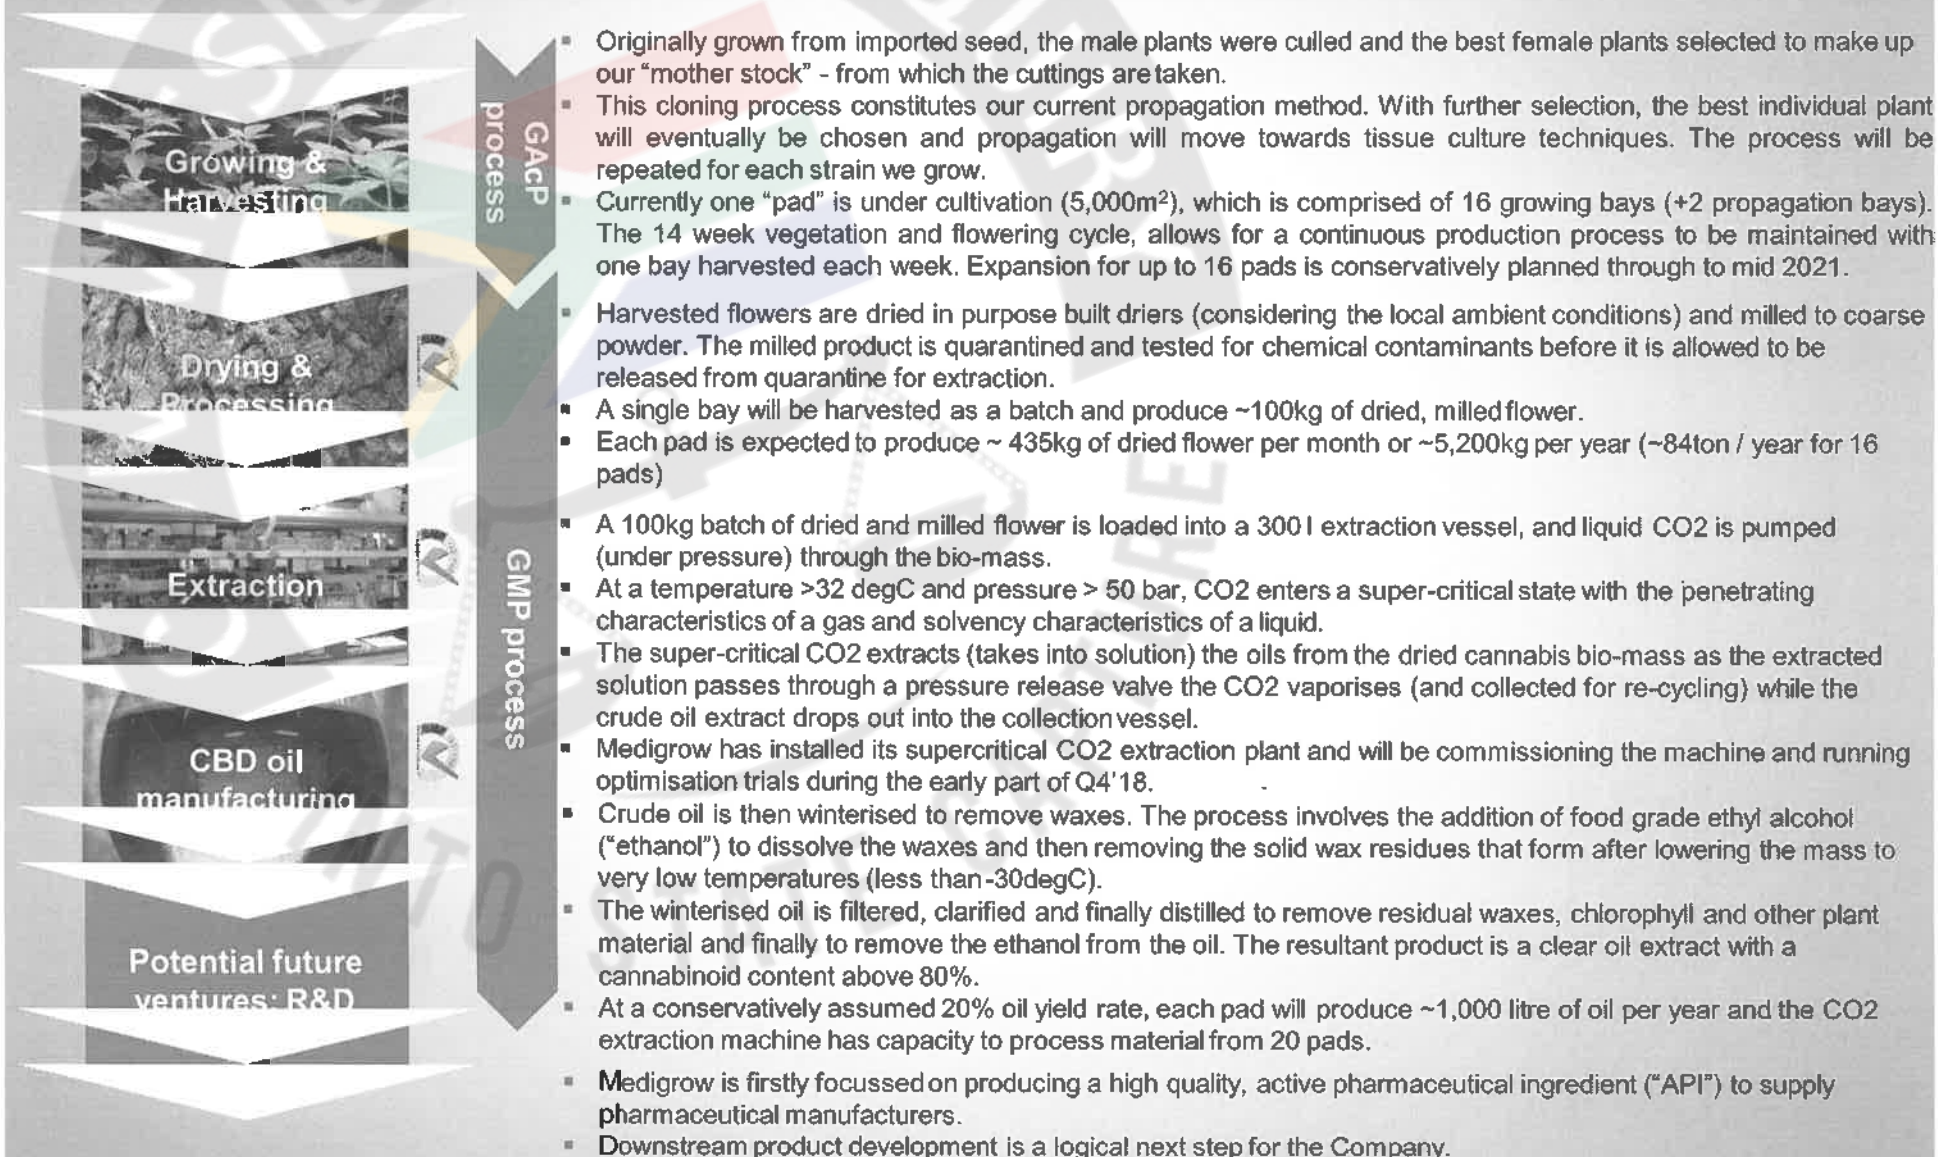 Growing &
Harvesting
Drying &
Processing
Extraction
CBD oil
manufacturing
Potential future
ventures: R&D
GAcP
process
GMP process
▪ Originally grown from imported seed, the male plants were culled and the best female plants selected to make up
our “mother stock” - from which the cuttings are taken.
▪ This cloning process constitutes our current propagation method. With further selection, the best individual plant
will eventually be chosen and propagation will move towards tissue culture techniques. The process will be
repeated for each strain we grow.
▪ Currently one “pad” is under cultivation (5,000m²), which is comprised of 16 growing bays (+2 propagation bays).
The 14 week vegetation and flowering cycle, allows for a continuous production process to be maintained with
one bay harvested each week. Expansion for up to 16 pads is conservatively planned through to mid 2021.
▪ Harvested flowers are dried in purpose built driers (considering the local ambient conditions) and milled to coarse
powder. The milled product is quarantined and tested for chemical contaminants before it is allowed to be
released from quarantine for extraction.
▪ A single bay will be harvested as a batch and produce ~100kg of dried, milled flower.
▪ Each pad is expected to produce ~ 435kg of dried flower per month or ~5,200kg per year (~84ton / year for 16
pads)
▪ A 100kg batch of dried and milled flower is loaded into a 300 l extraction vessel, and liquid CO2 is pumped
(under pressure) through the bio-mass.
▪ At a temperature >32 degC and pressure > 50 bar, CO2 enters a super-critical state with the penetrating
characteristics of a gas and solvency characteristics of a liquid.
▪ The super-critical CO2 extracts (takes into solution) the oils from the dried cannabis bio-mass as the extracted
solution passes through a pressure release valve the CO2 vaporises (and collected for re-cycling) while the
crude oil extract drops out into the collection vessel.
▪ Medigrow has installed its supercritical CO2 extraction plant and will be commissioning the machine and running
optimisation trials during the early part of Q4'18.
▪ Crude oil is then winterised to remove waxes. The process involves the addition of food grade ethyl alcohol
(“ethanol”) to dissolve the waxes and then removing the solid wax residues that form after lowering the mass to
very low temperatures (less than -30degC).
▪ The winterised oil is filtered, clarified and finally distilled to remove residual waxes, chlorophyll and other plant
material and finally to remove the ethanol from the oil. The resultant product is a clear oil extract with a
cannabinoid content above 80%.
▪ At a conservatively assumed 20% oil yield rate, each pad will produce ~1,000 litre of oil per year and the CO2
extraction machine has capacity to process material from 20 pads.
▪ Medigrow is firstly focussed on producing a high quality, active pharmaceutical ingredient (“API”) to supply
pharmaceutical manufacturers.
▪ Downstream product development is a logical next step for the Company.
INTO STATE CAPTURE